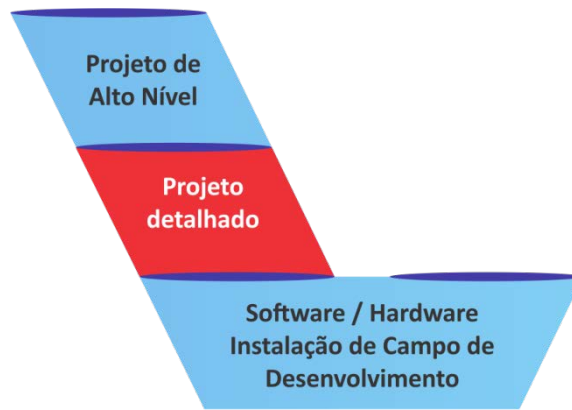 Projeto de
Alto Nível
Projeto
detalhado
Software / Hardware
Instalação de Campo de
Desenvolvimento